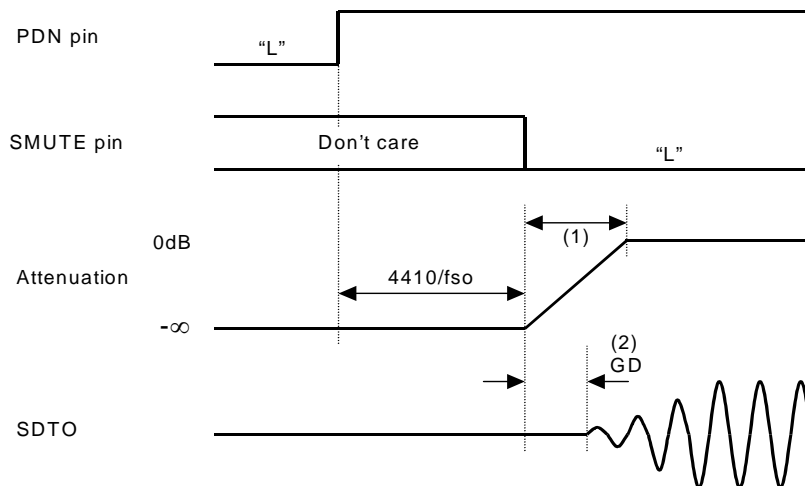 PDN pin
“L”
SMUTE pin
Don't care
“L”
(1)
0dB
Attenuation
4410/fso
-∞
(2)
GD
SDTO